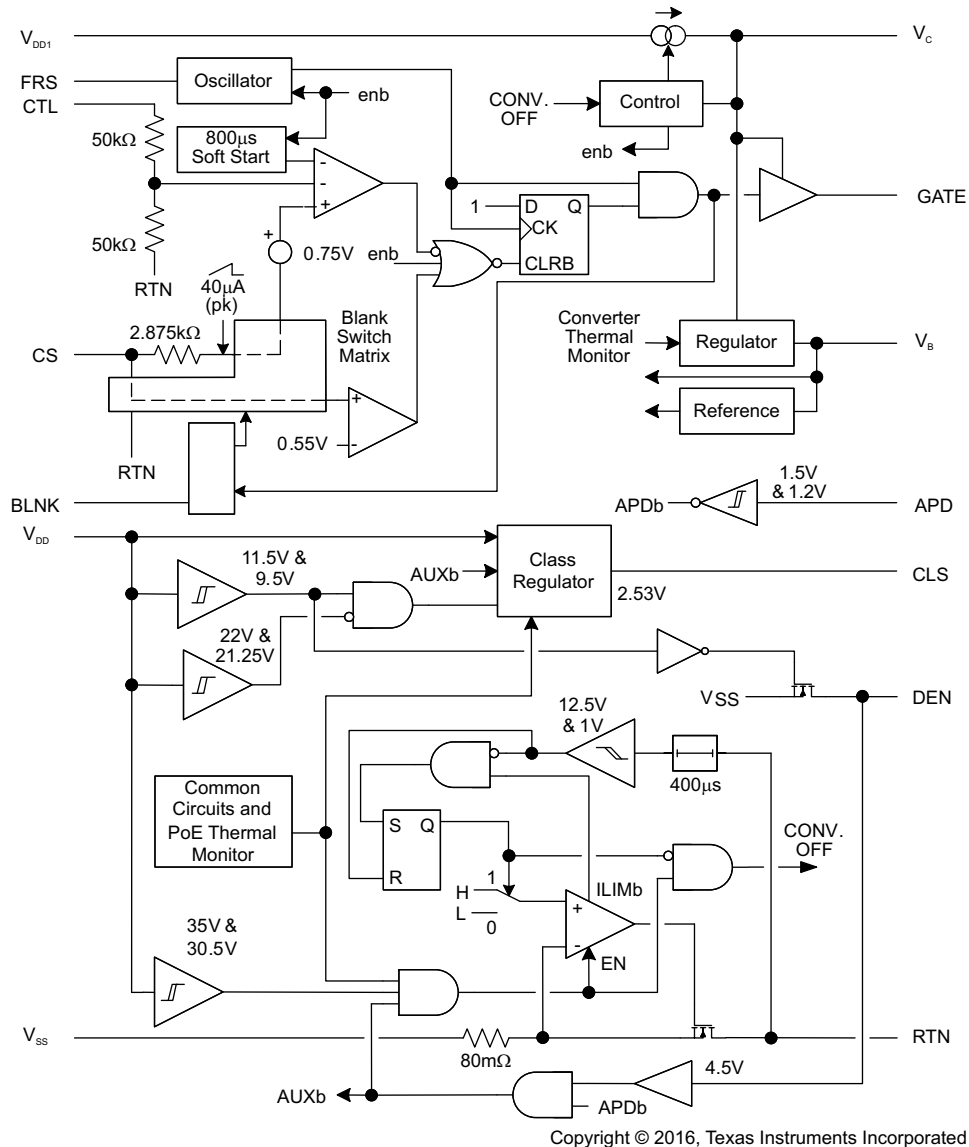 V_DD1
V_C
FRS
Oscillator
CTL
enb
CONV.
OFF
Control
50kΩ
800μs
Soft Start
enb
-
-
+
1
D
Q
CK
CLRB
GATE
50kΩ
+
0.75V
enb
RTN
40μA
(pk)
2.875kΩ
Blank
Switch
Matrix
Converter
Thermal
Monitor
Regulator
V_B
CS
+
-
0.55V
Reference
RTN
BLNK
1.5V
& 1.2V
APDb
APD
V_DD
11.5V &
9.5V
AUXb
Class
Regulator
2.53V
CLS
22V &
21.25V
VSS
DEN
12.5V
& 1V
400μs
Common
Circuits and
PoE Thermal
Monitor
S
Q
R
CONV.
OFF
H
1
L
0
ILIMb
+
-
EN
35V &
30.5V
V_SS
80mΩ
RTN
4.5V
AUXb
APDb
Copyright © 2016, Texas Instruments Incorporated